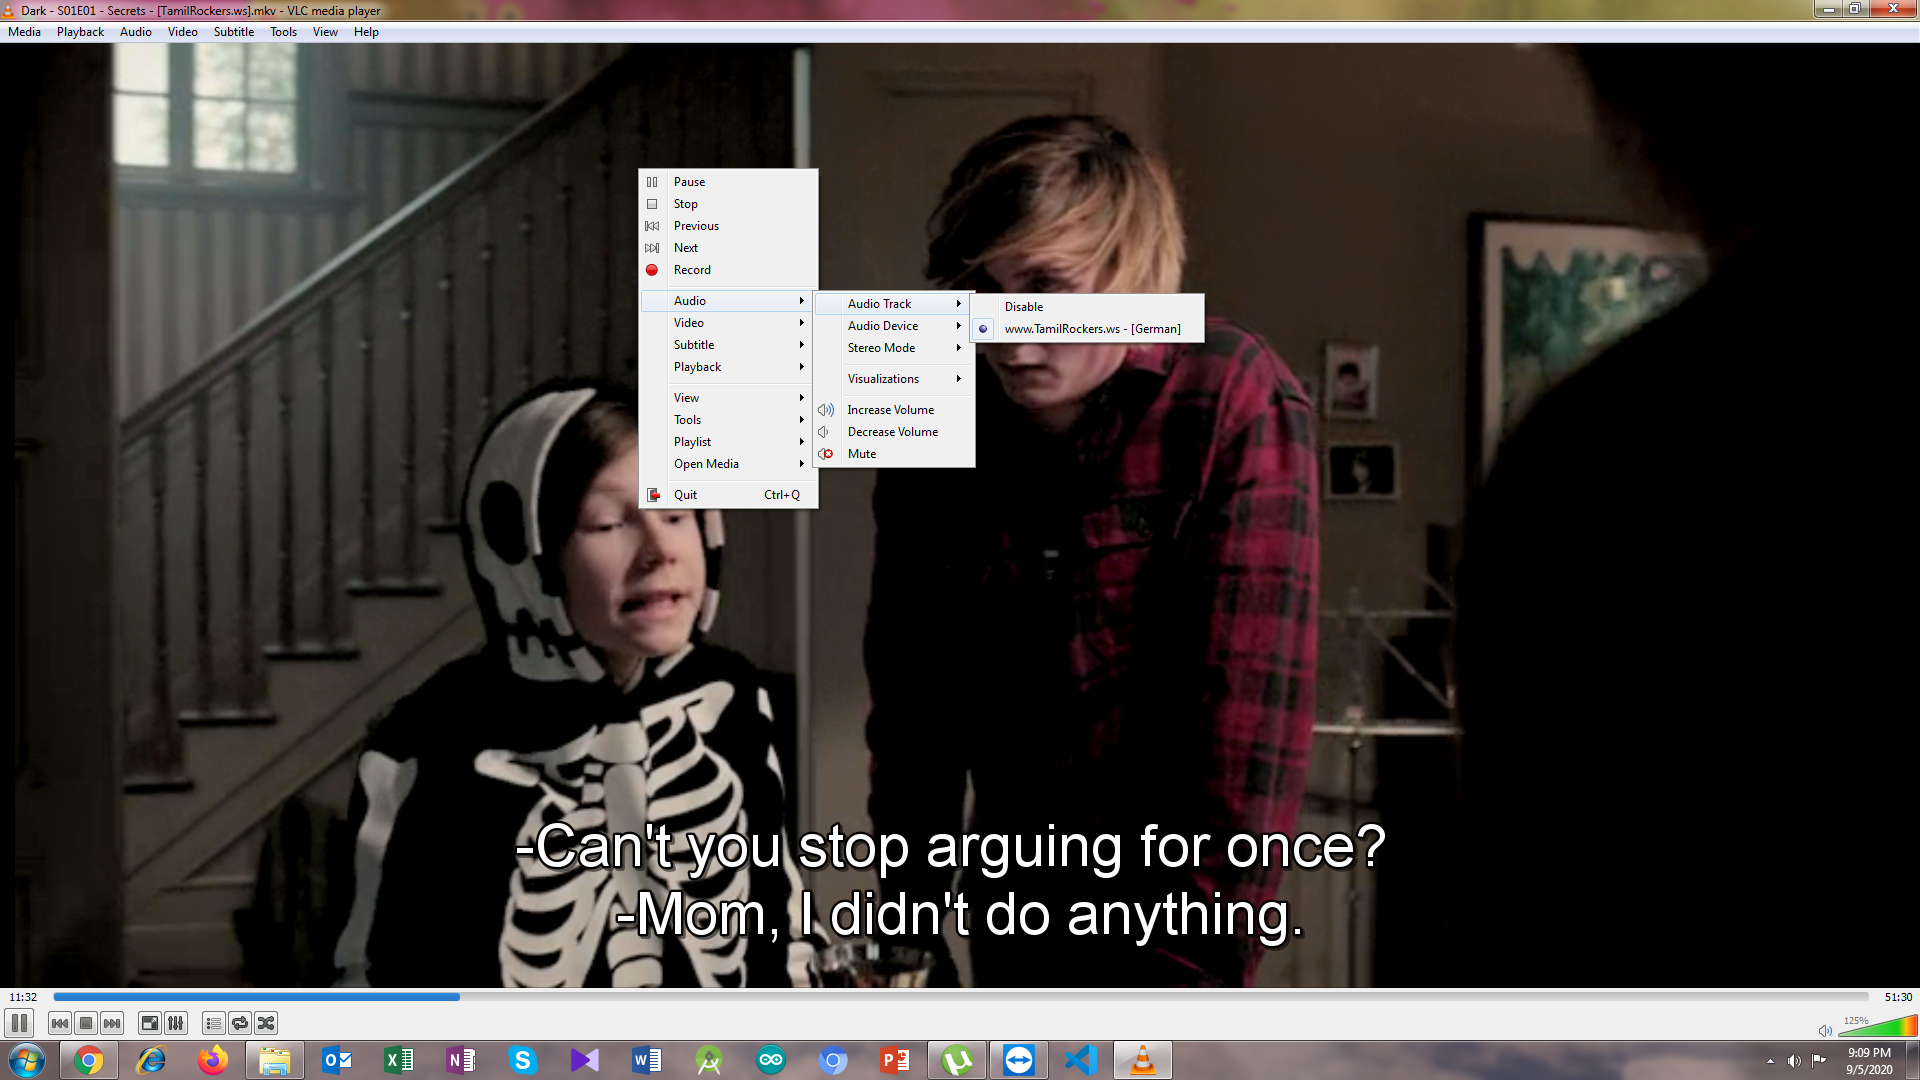 Dark - S01E01 - Secrets - [TamilRockers.ws].mkv - VLC media player
Media Playback Audio Video Subtitle Tools View Help
Pause
Stop
Previous
Next
Record
Audio
Video
Subtitle
Playback
View
Tools
Playlist
Open Media
Quit Ctrl+Q
Audio Track
Audio Device
Stereo Mode
Visualizations
Increase Volume
Decrease Volume
Mute
Disable
www.TamilRockers.ws - [German]
-Can't you stop arguing for once?
-Mom, I didn't do anything.
11:32 51:30
125%
9:09 PM
9/5/2020